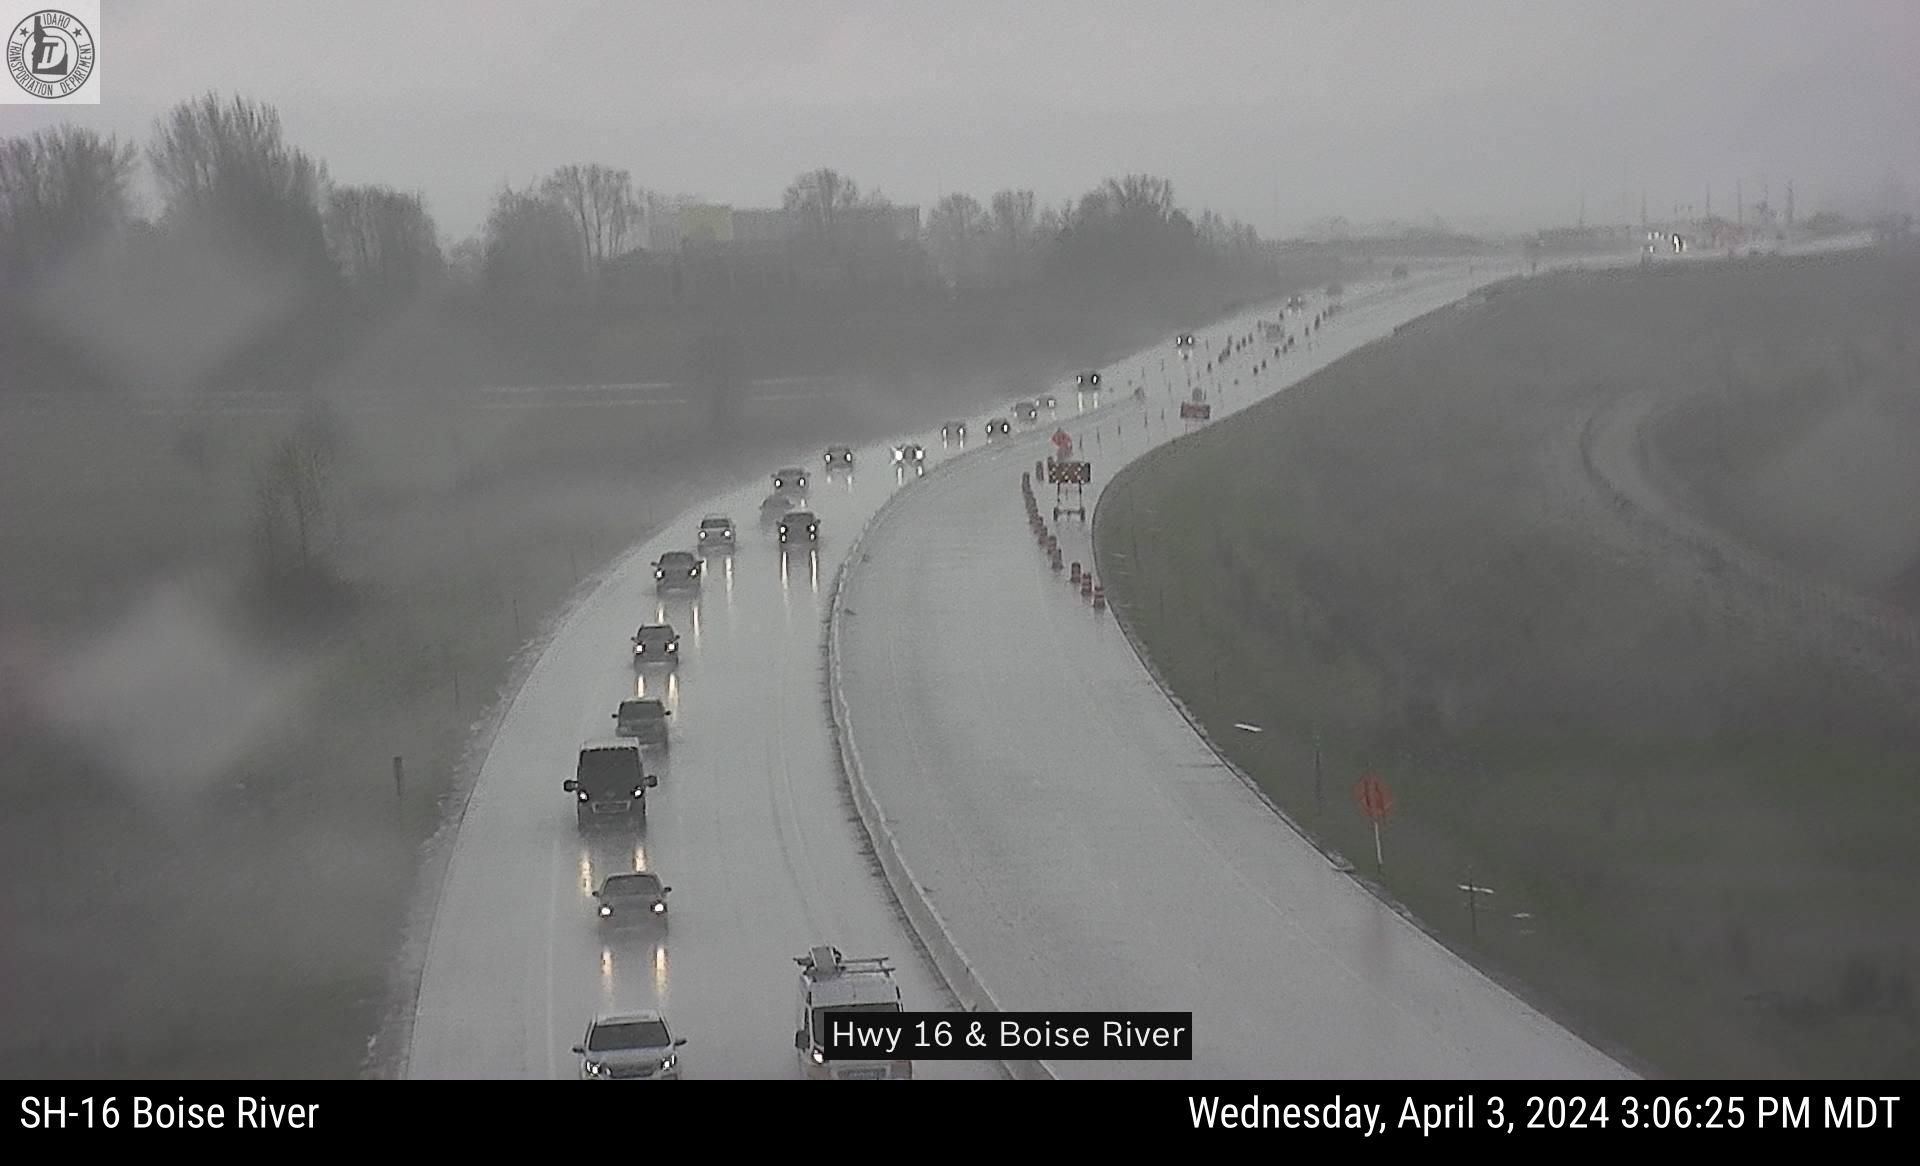 IDAHO
TRANSPORTATION DEPARTMENT
Hwy 16 & Boise River
SH-16 Boise River
Wednesday, April 3, 2024 3:06:25 PM MDT